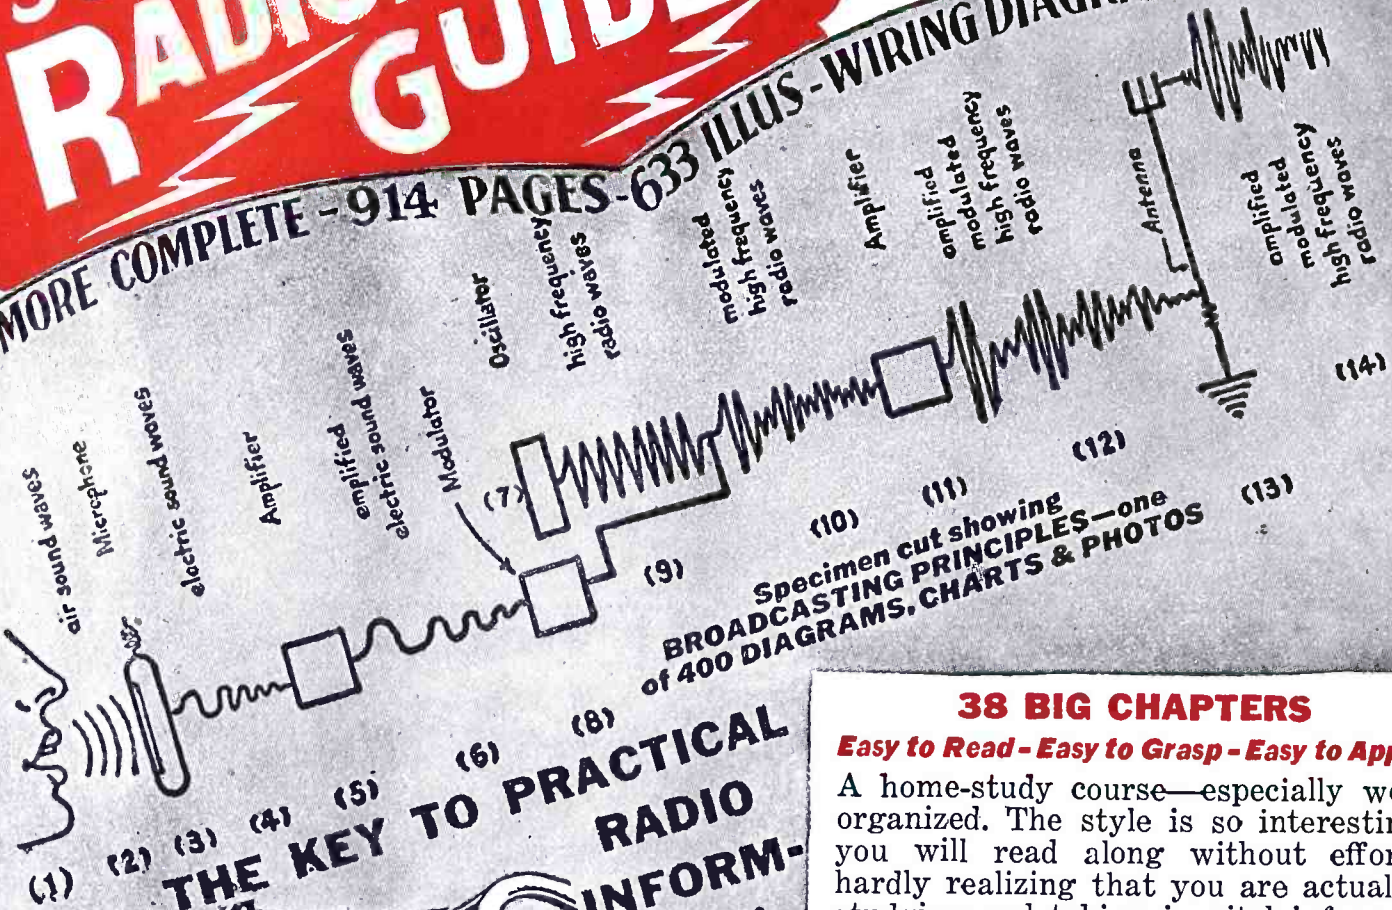 GUIDE
MORE COMPLETE - 914 PAGES - 633 ILLUS - WIRING
air sound waves
Microphone
electric sound waves
Amplifier
emplified
electric sound waves
Modulator
Oscillator
high frequency
radio waves
modulated
high frequency
radio waves
Amplifier
amplified
modulated
high frequency
radio waves
Antenna
amplified
modulated
high frequency
radio waves
(1)
(2)
(3)
(4)
(5)
(6)
(7)
(8)
(9)
(10)
(11)
(12)
(13)
(14)
Specimen cut showing
BROADCASTING PRINCIPLES—one
of 400 DIAGRAMS, CHARTS & PHOTOS
THE KEY TO PRACTICAL
RADIO
INFORM-
38 BIG CHAPTERS
Easy to Read - Easy to Grasp - Easy to
A home-study course—especially
organized. The style is so
you will read along without
hardly realizing that you are